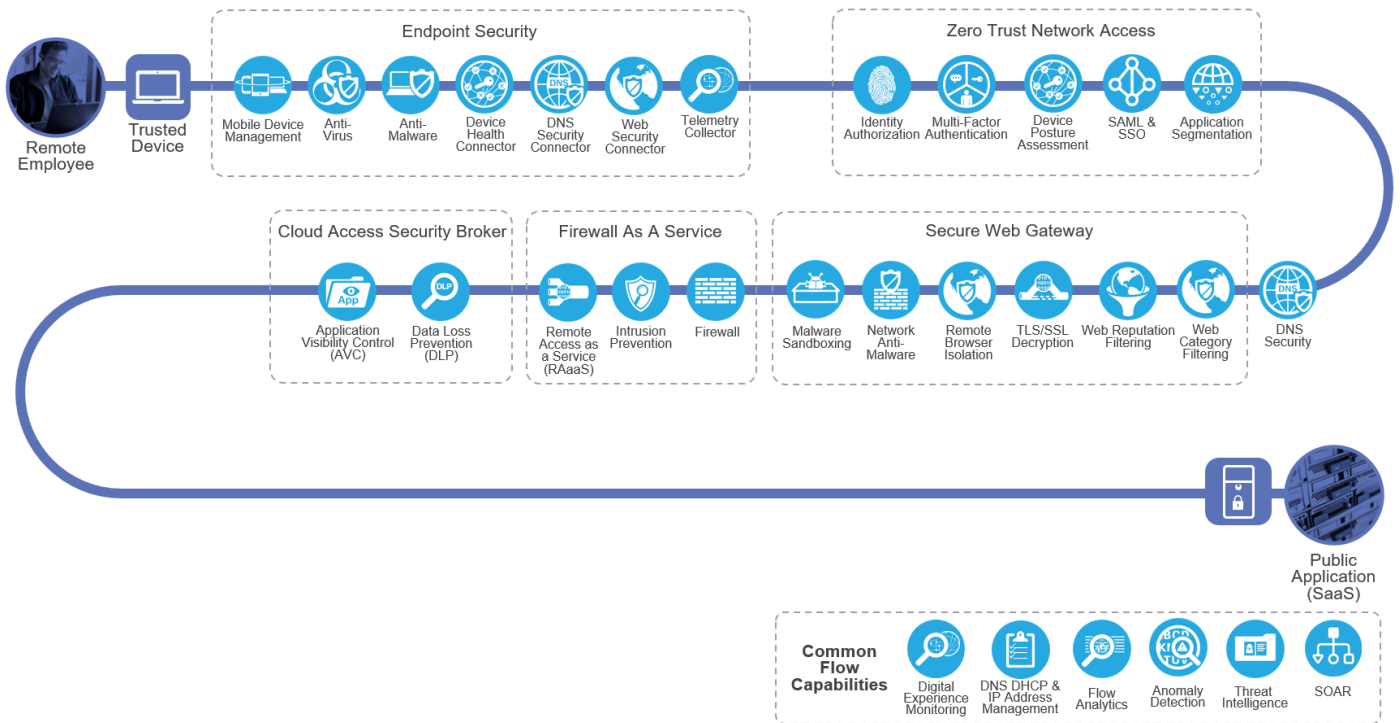 Endpoint Security
Zero Trust Network Access
Remote
Employee
Trusted
Device
Mobile Device
Management
Anti-
Virus
Anti-
Malware
Device
Health
Connector
DNS
DNS
Security
Connector
Web
Security
Connector
Telemetry
Collector
Identity
Authorization
Multi-Factor
Authentication
Device
Posture
Assessment
SAML &
SSO
Application
Segmentation
Cloud Access Security Broker
Firewall As A Service
Secure Web Gateway
App
Application
Visibility Control
(AVC)
DLP
Data Loss
Prevention
(DLP)
Remote
Access as
a Service
(RAaaS)
Intrusion
Prevention
Firewall
Malware
Sandboxing
Network
Anti-
Malware
Remote
Browser
Isolation
TLS/SSL
Decryption
Web Reputation
Filtering
Web
Category
Filtering
DNS
DNS
Security
Public
Application
(SaaS)
Common
Flow
Capabilities
Digital
Experience
Monitoring
DNS DHCP &
IP Address
Management
Flow
Analytics
Anomaly
Detection
Threat
Intelligence
SOAR